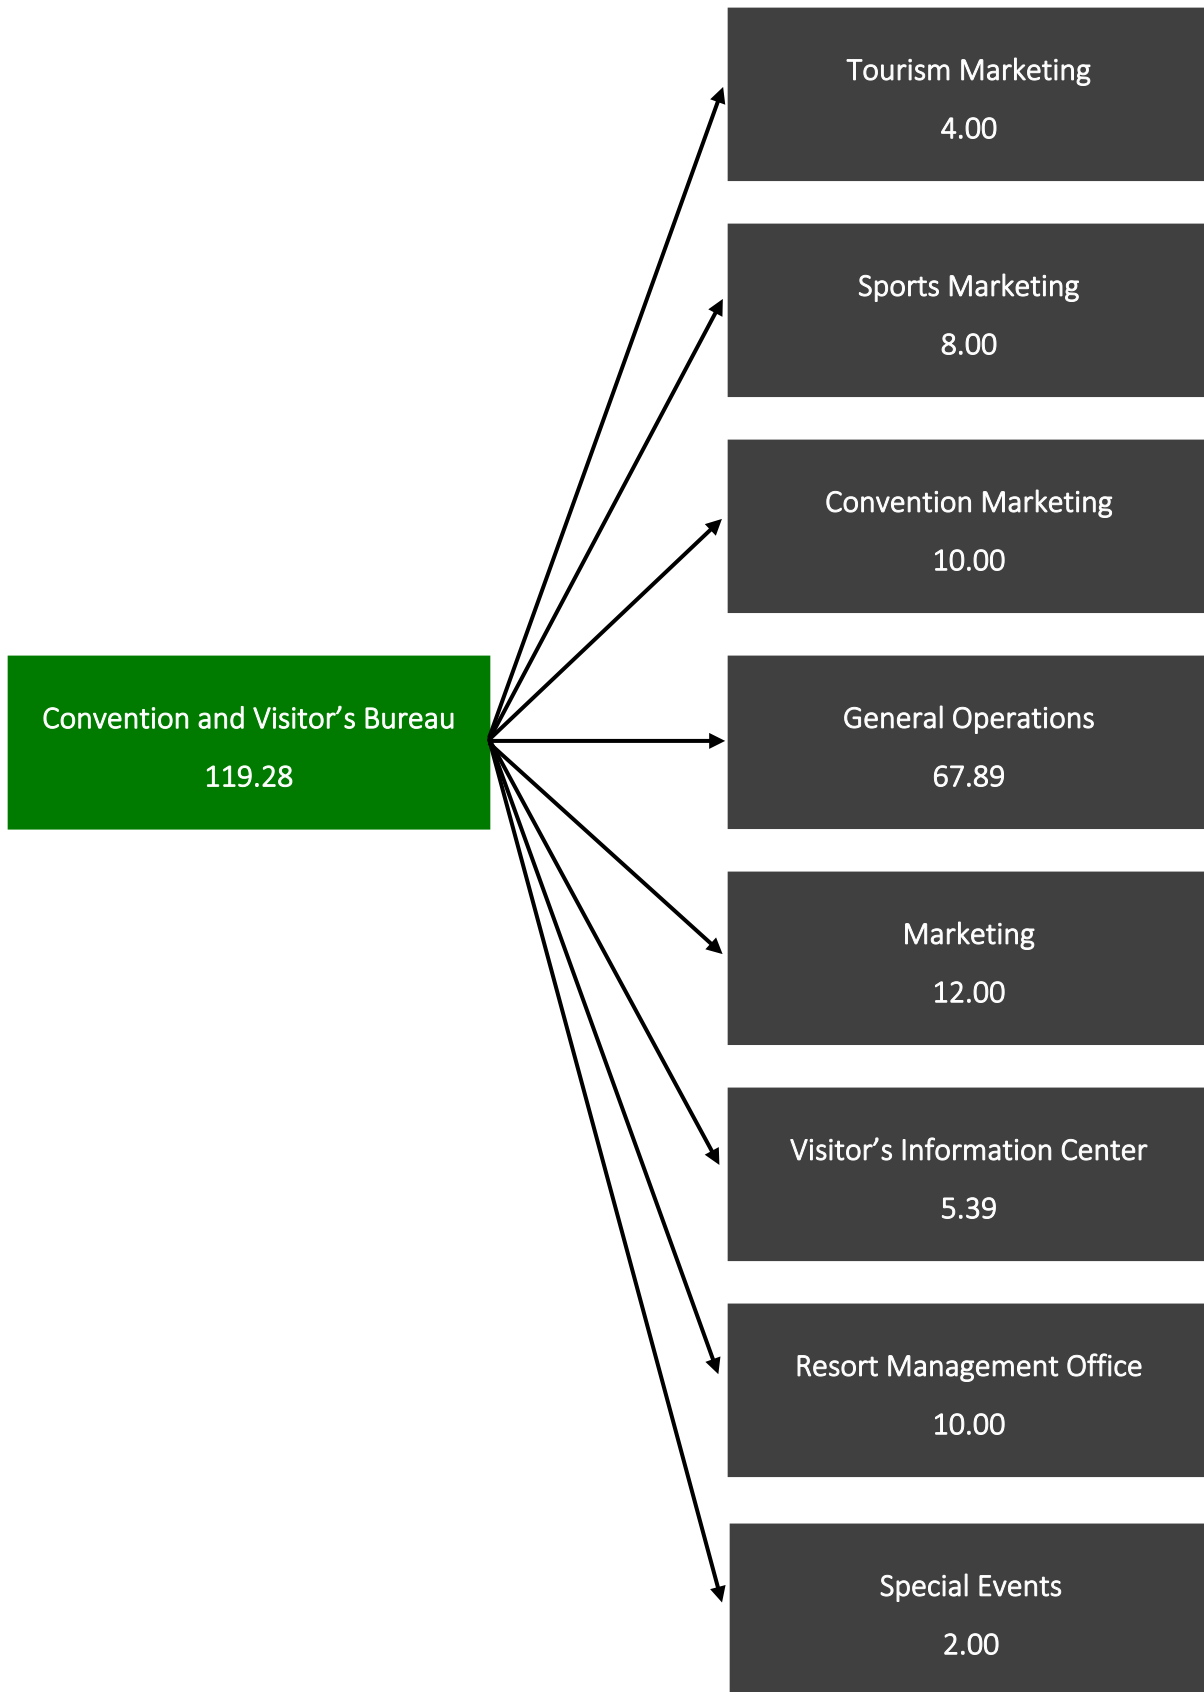 Tourism Marketing
4.00
Sports Marketing
8.00
Convention Marketing
10.00
Convention and Visitor’s Bureau
119.28
General Operations
67.89
Marketing
12.00
Visitor’s Information Center
5.39
Resort Management Office
10.00
Special Events
2.00